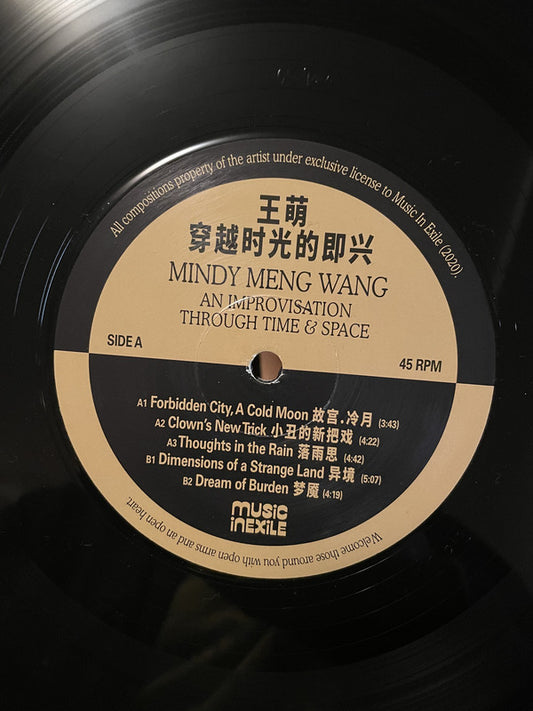 All compositions property of the artist under exclusive license to Music In Exile (2020).
王萌
穿越时光的即兴
MINDY MENG WANG
AN IMPROVISATION
THROUGH TIME & SPACE
SIDE A
45 RPM
A1 Forbidden City, A Cold Moon 故宫.冷月 (3:43)
A2 Clown's New Trick 小丑的新把戏 (4:22)
A3 Thoughts in the Rain 落雨思 (4:42)
B1 Dimensions of a Strange Land 异境 (5:07)
B2 Dream of Burden 梦魇 (4:19)
MUSIC
INEXILE
Welcome those around you with open arms and an open heart.